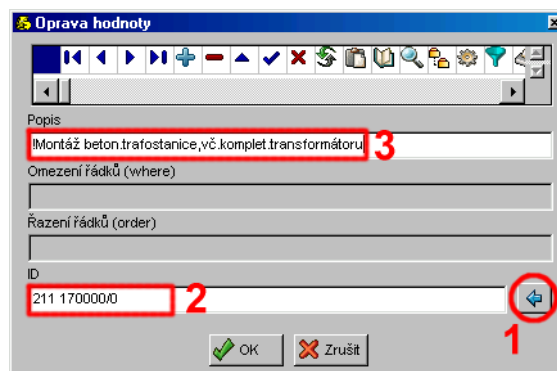 Oprava hodnoty
Popis
!Montáž beton.trafostanice,vč.komplet.transformátoru
3
Omezení řádků (where)
Řazení řádků (order)
ID
211 170000/0
2
1
OK
Zrušit